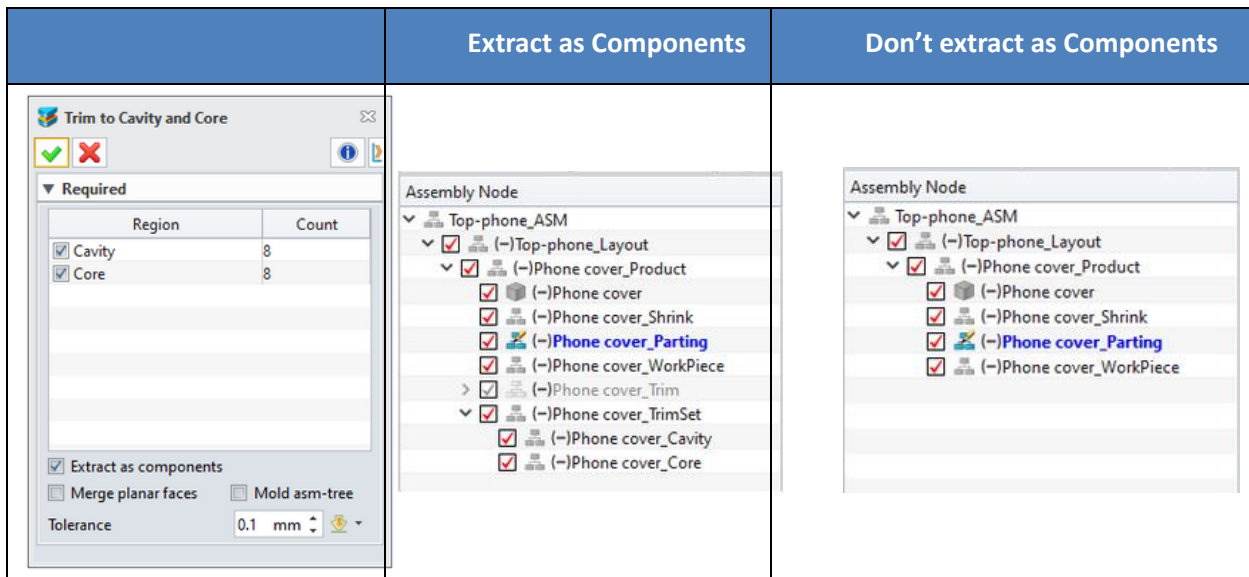 Extract as Components
Don't extract as Components
Trim to Cavity and Core
Required
Region Count
Cavity 8
Core 8
Extract as components
Merge planar faces Mold asm-tree
Tolerance 0.1 mm
Assembly Node
Top-phone_ASM
(-)Top-phone_Layout
(-)Phone cover_Product
(-)Phone cover
(-)Phone cover_Shrink
(-)Phone cover_Parting
(-)Phone cover_WorkPiece
(-)Phone cover_Trim
(-)Phone cover_TrimSet
(-)Phone cover_Cavity
(-)Phone cover_Core
Assembly Node
Top-phone_ASM
(-)Top-phone_Layout
(-)Phone cover_Product
(-)Phone cover
(-)Phone cover_Shrink
(-)Phone cover_Parting
(-)Phone cover_WorkPiece